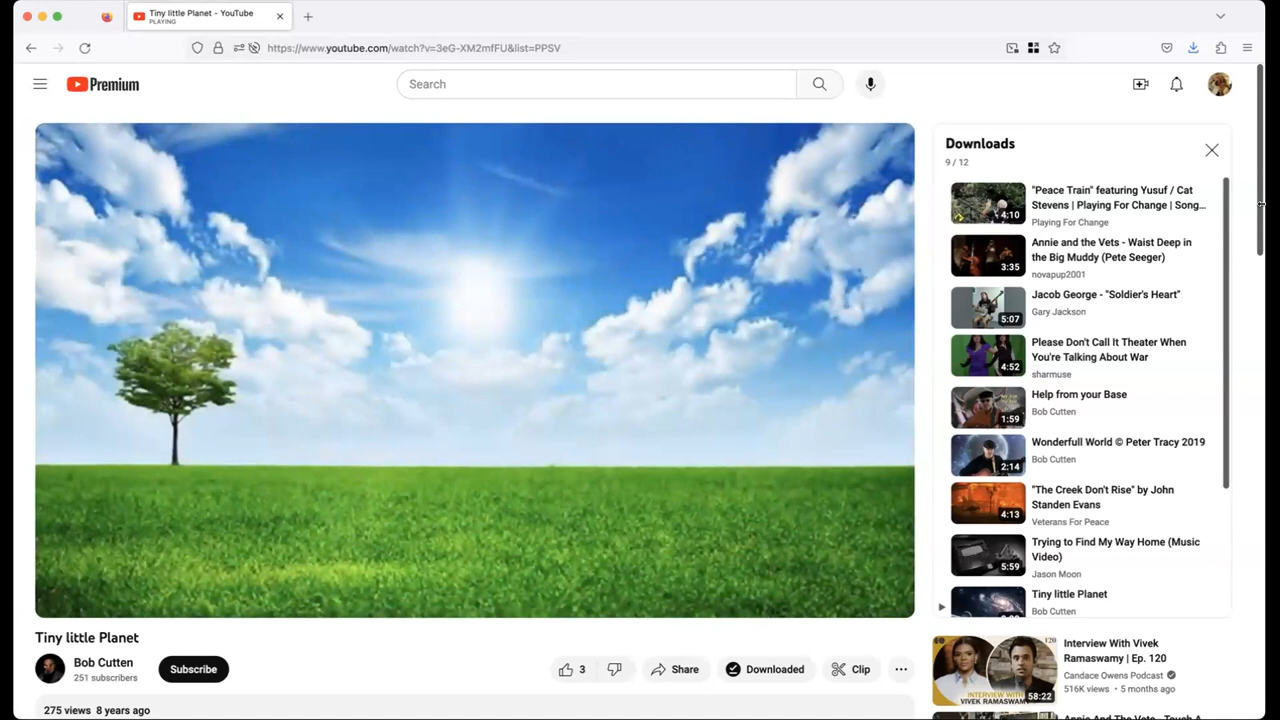 Tiny little Planet - YouTube
PLAYING
https://www.youtube.com/watch?v=3eG-XM2mfFU&list=PPSV
Premium
Search
Downloads
9 / 12
"Peace Train" featuring Yusuf / Cat
Stevens | Playing For Change | Song...
Playing For Change
4:10
Annie and the Vets - Waist Deep in
the Big Muddy (Pete Seeger)
novapup2001
3:35
Jacob George - "Soldier's Heart"
Gary Jackson
5:07
Please Don't Call It Theater When
You're Talking About War
sharmuse
4:52
Help from your Base
Bob Cutten
1:59
Wonderfull World © Peter Tracy 2019
Bob Cutten
2:14
"The Creek Don't Rise" by John
Standen Evans
Veterans For Peace
4:13
Trying to Find My Way Home (Music
Video)
Jason Moon
5:59
Tiny little Planet
Bob Cutten
Tiny little Planet
Bob Cutten
251 subscribers
Subscribe
3
Share
Downloaded
Clip
275 views 8 years ago
120
INTERVIEW WITH
VIVEK RAMASWAMY
58:22
Interview With Vivek
Ramaswamy | Ep. 120
Candace Owens Podcast
516K views • 5 months ago